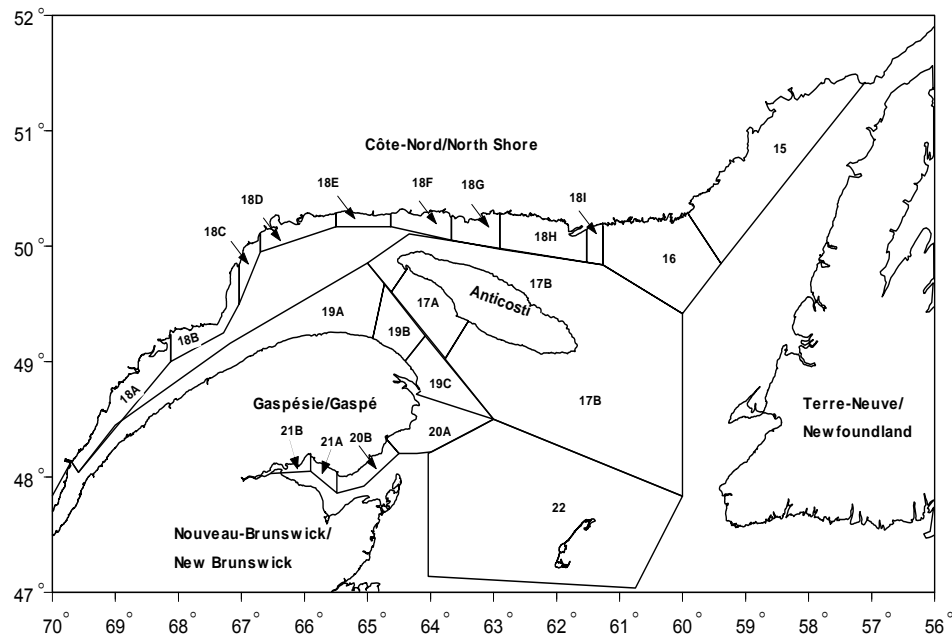 52°
51°
50°
49°
48°
47°
70° 69° 68° 67° 66° 65° 64° 63° 62° 61° 60° 59° 58° 57° 56°
Côte-Nord/North Shore
15
18E
18F
18G
18I
18D
18C
18H
16
17B
17A
Anticosti
19A
19B
18B
18A
19C
17B
Gaspésie/Gaspé
Terre-Neuve/
Newfoundland
21B
21A
20B
20A
22
Nouveau-Brunswick/
New Brunswick